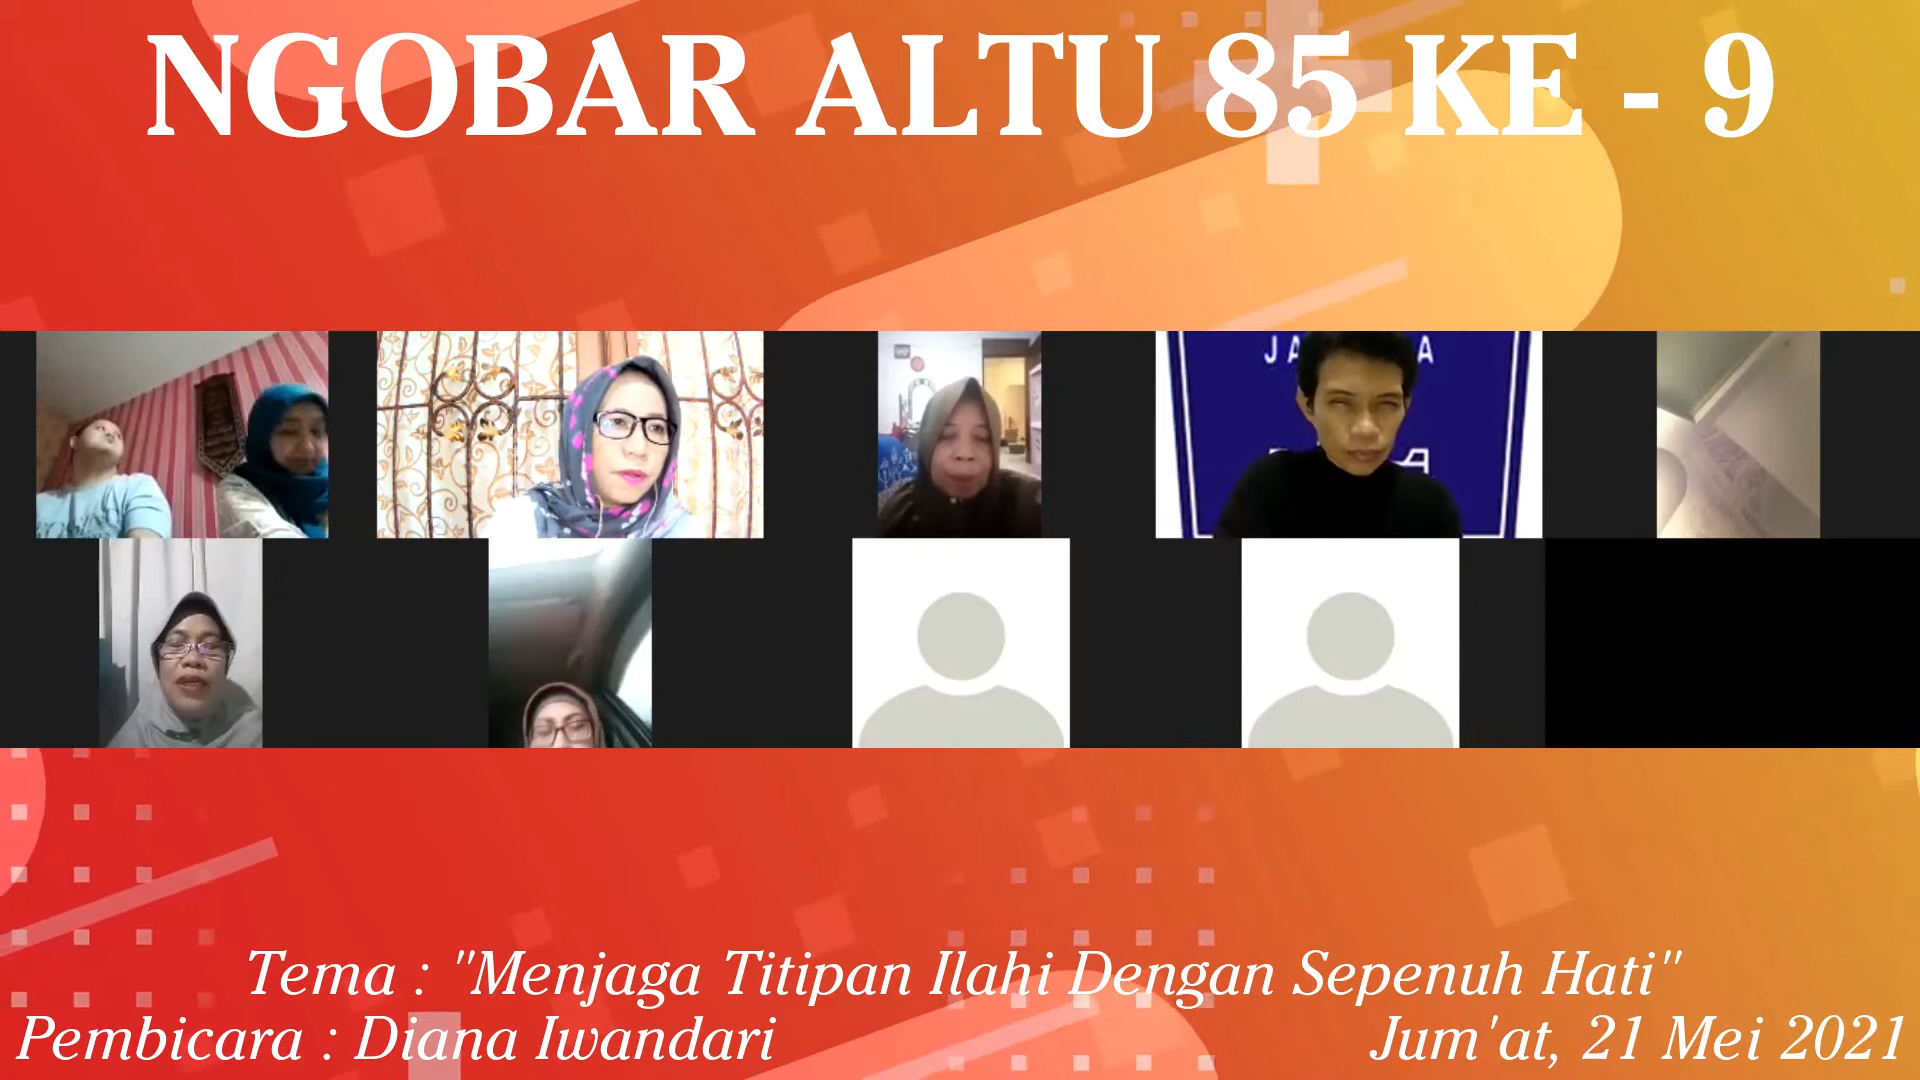 NGOBAR ALTU 85 KE - 9
Tema : "Menjaga Titipan Ilahi Dengan Sepenuh Hati"
Pembicara : Diana Iwandari
Jum'at, 21 Mei 2021